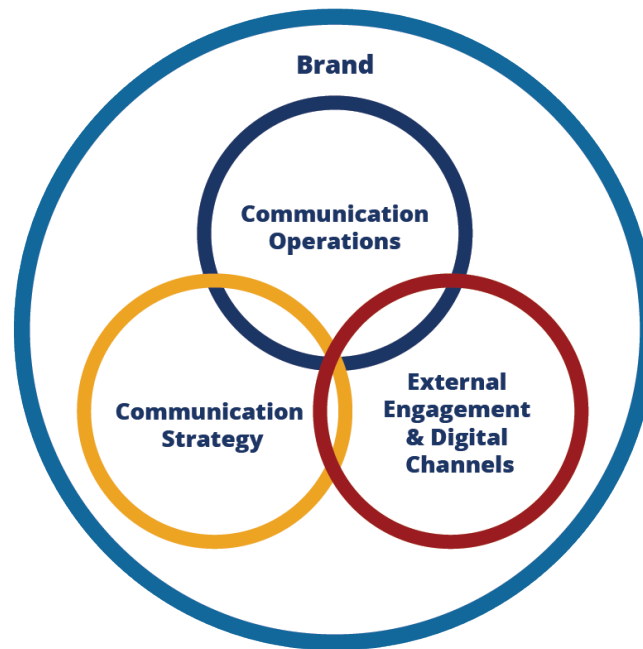 Brand
Communication
Operations
Communication
Strategy
External
Engagement
& Digital
Channels